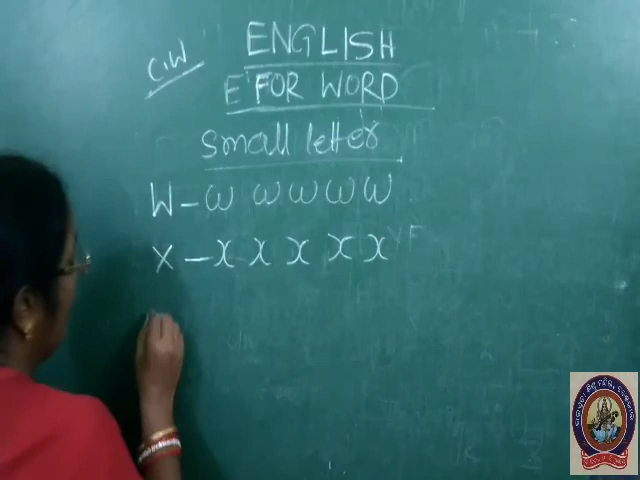 C.W
ENGLISH
E' FOR WORD
Small letter
W - w w w w w
X - x x x x x